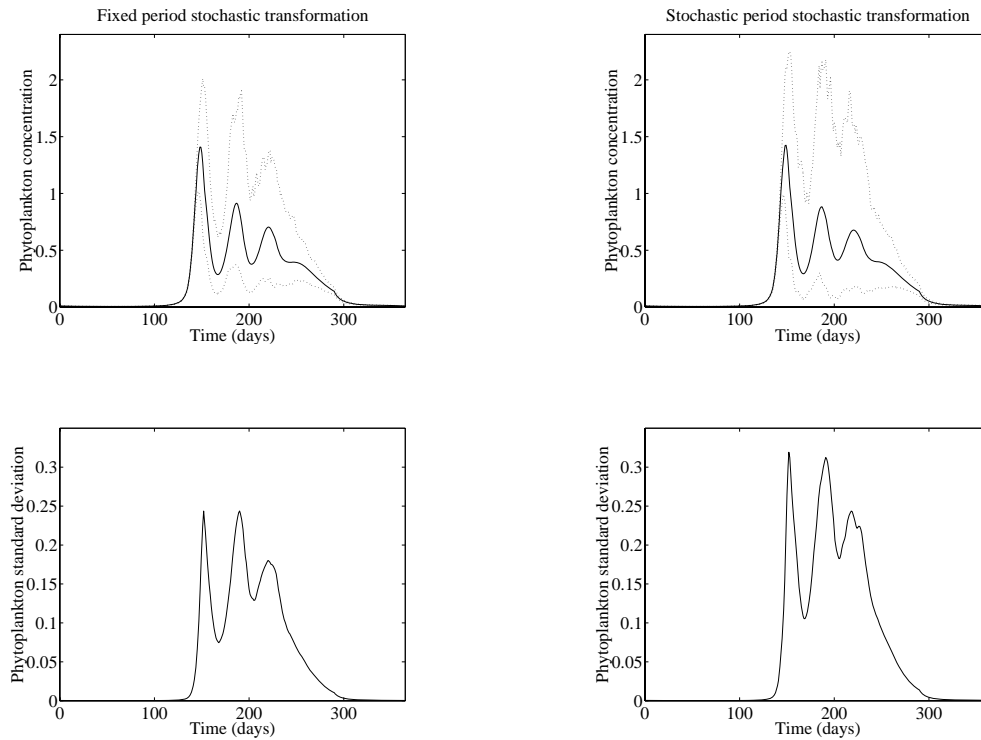 Fixed period stochastic transformation
Phytoplankton concentration
2
1.5
1
0.5
0
0 100 200 300
Time (days)
Stochastic period stochastic transformation
Phytoplankton concentration
2
1.5
1
0.5
0
0 100 200 300
Time (days)
Phytoplankton standard deviation
0.3
0.25
0.2
0.15
0.1
0.05
0
0 100 200 300
Time (days)
Phytoplankton standard deviation
0.3
0.25
0.2
0.15
0.1
0.05
0
0 100 200 300
Time (days)